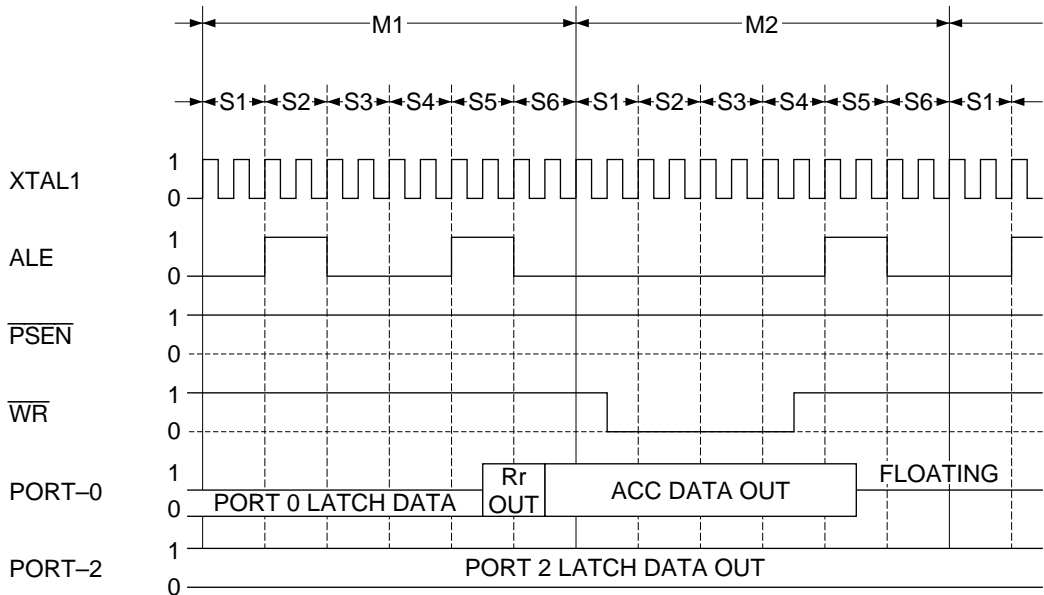 M1 M2
S1 S2 S3 S4 S5 S6 S1 S2 S3 S4 S5 S6 S1
XTAL1 1 0
ALE 1 0
PSEN 1 0
WR 1 0
PORT–0 1 0 PORT 0 LATCH DATA Rr OUT ACC DATA OUT FLOATING
PORT–2 1 0 PORT 2 LATCH DATA OUT